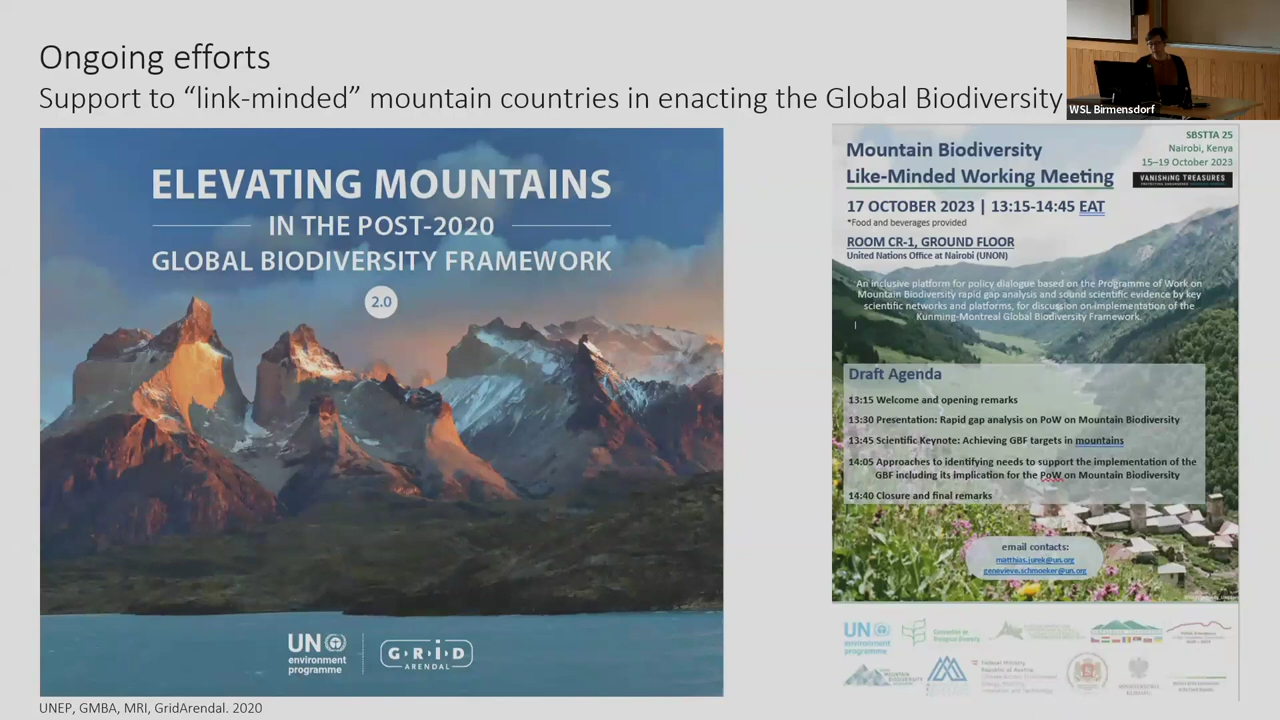 Ongoing efforts
Support to “link-minded” mountain countries in enacting the Global Biodiversity
WSL Birmensdorf
ELEVATING MOUNTAINS
IN THE POST-2020
GLOBAL BIODIVERSITY FRAMEWORK
2.0
UN
environment
programme
G·R·I·D
ARENDAL
UNEP, GMBA, MRI, GridArendal. 2020
SBSTTA 25
Nairobi, Kenya
15–19 October 2023
VANISHING TREASURES
Mountain Biodiversity
Like-Minded Working Meeting
17 OCTOBER 2023 | 13:15-14:45 EAT
*Food and beverages provided
ROOM CR-1, GROUND FLOOR
United Nations Office at Nairobi (UNON)
An inclusive platform for policy dialogue based on the Programme of Work on
Mountain Biodiversity rapid gap analysis and sound scientific evidence by key
scientific networks and platforms, for discussion on implementation of the
Kunming-Montreal Global Biodiversity Framework.
Draft Agenda
13:15 Welcome and opening remarks
13:30 Presentation: Rapid gap analysis on PoW on Mountain Biodiversity
13:45 Scientific Keynote: Achieving GBF targets in mountains
14:05 Approaches to identifying needs to support the implementation of the
GBF including its implication for the PoW on Mountain Biodiversity
14:40 Closure and final remarks
email contacts:
matthias.jurek@un.org
genevieve.schmoeker@un.org
UN
environment
programme